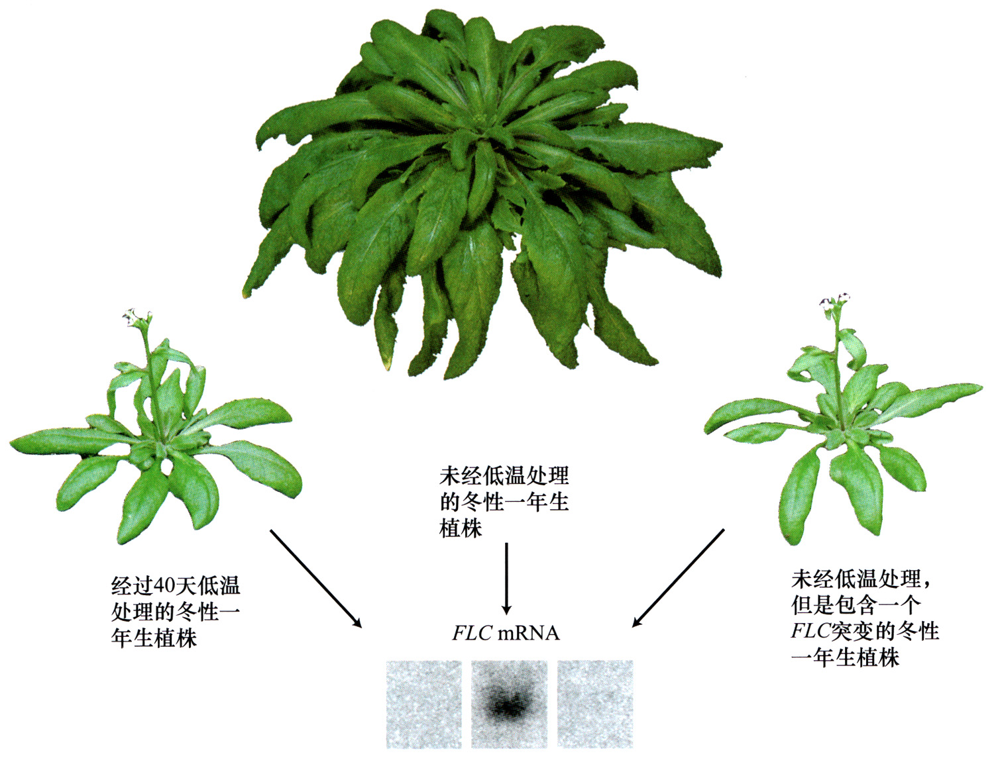 未经低温处理
的冬性一年生
植株
经过40天低温
处理的冬性一
年生植株
未经低温处理，
但是包含一个
FLC突变的冬性
一年生植株
FLC mRNA